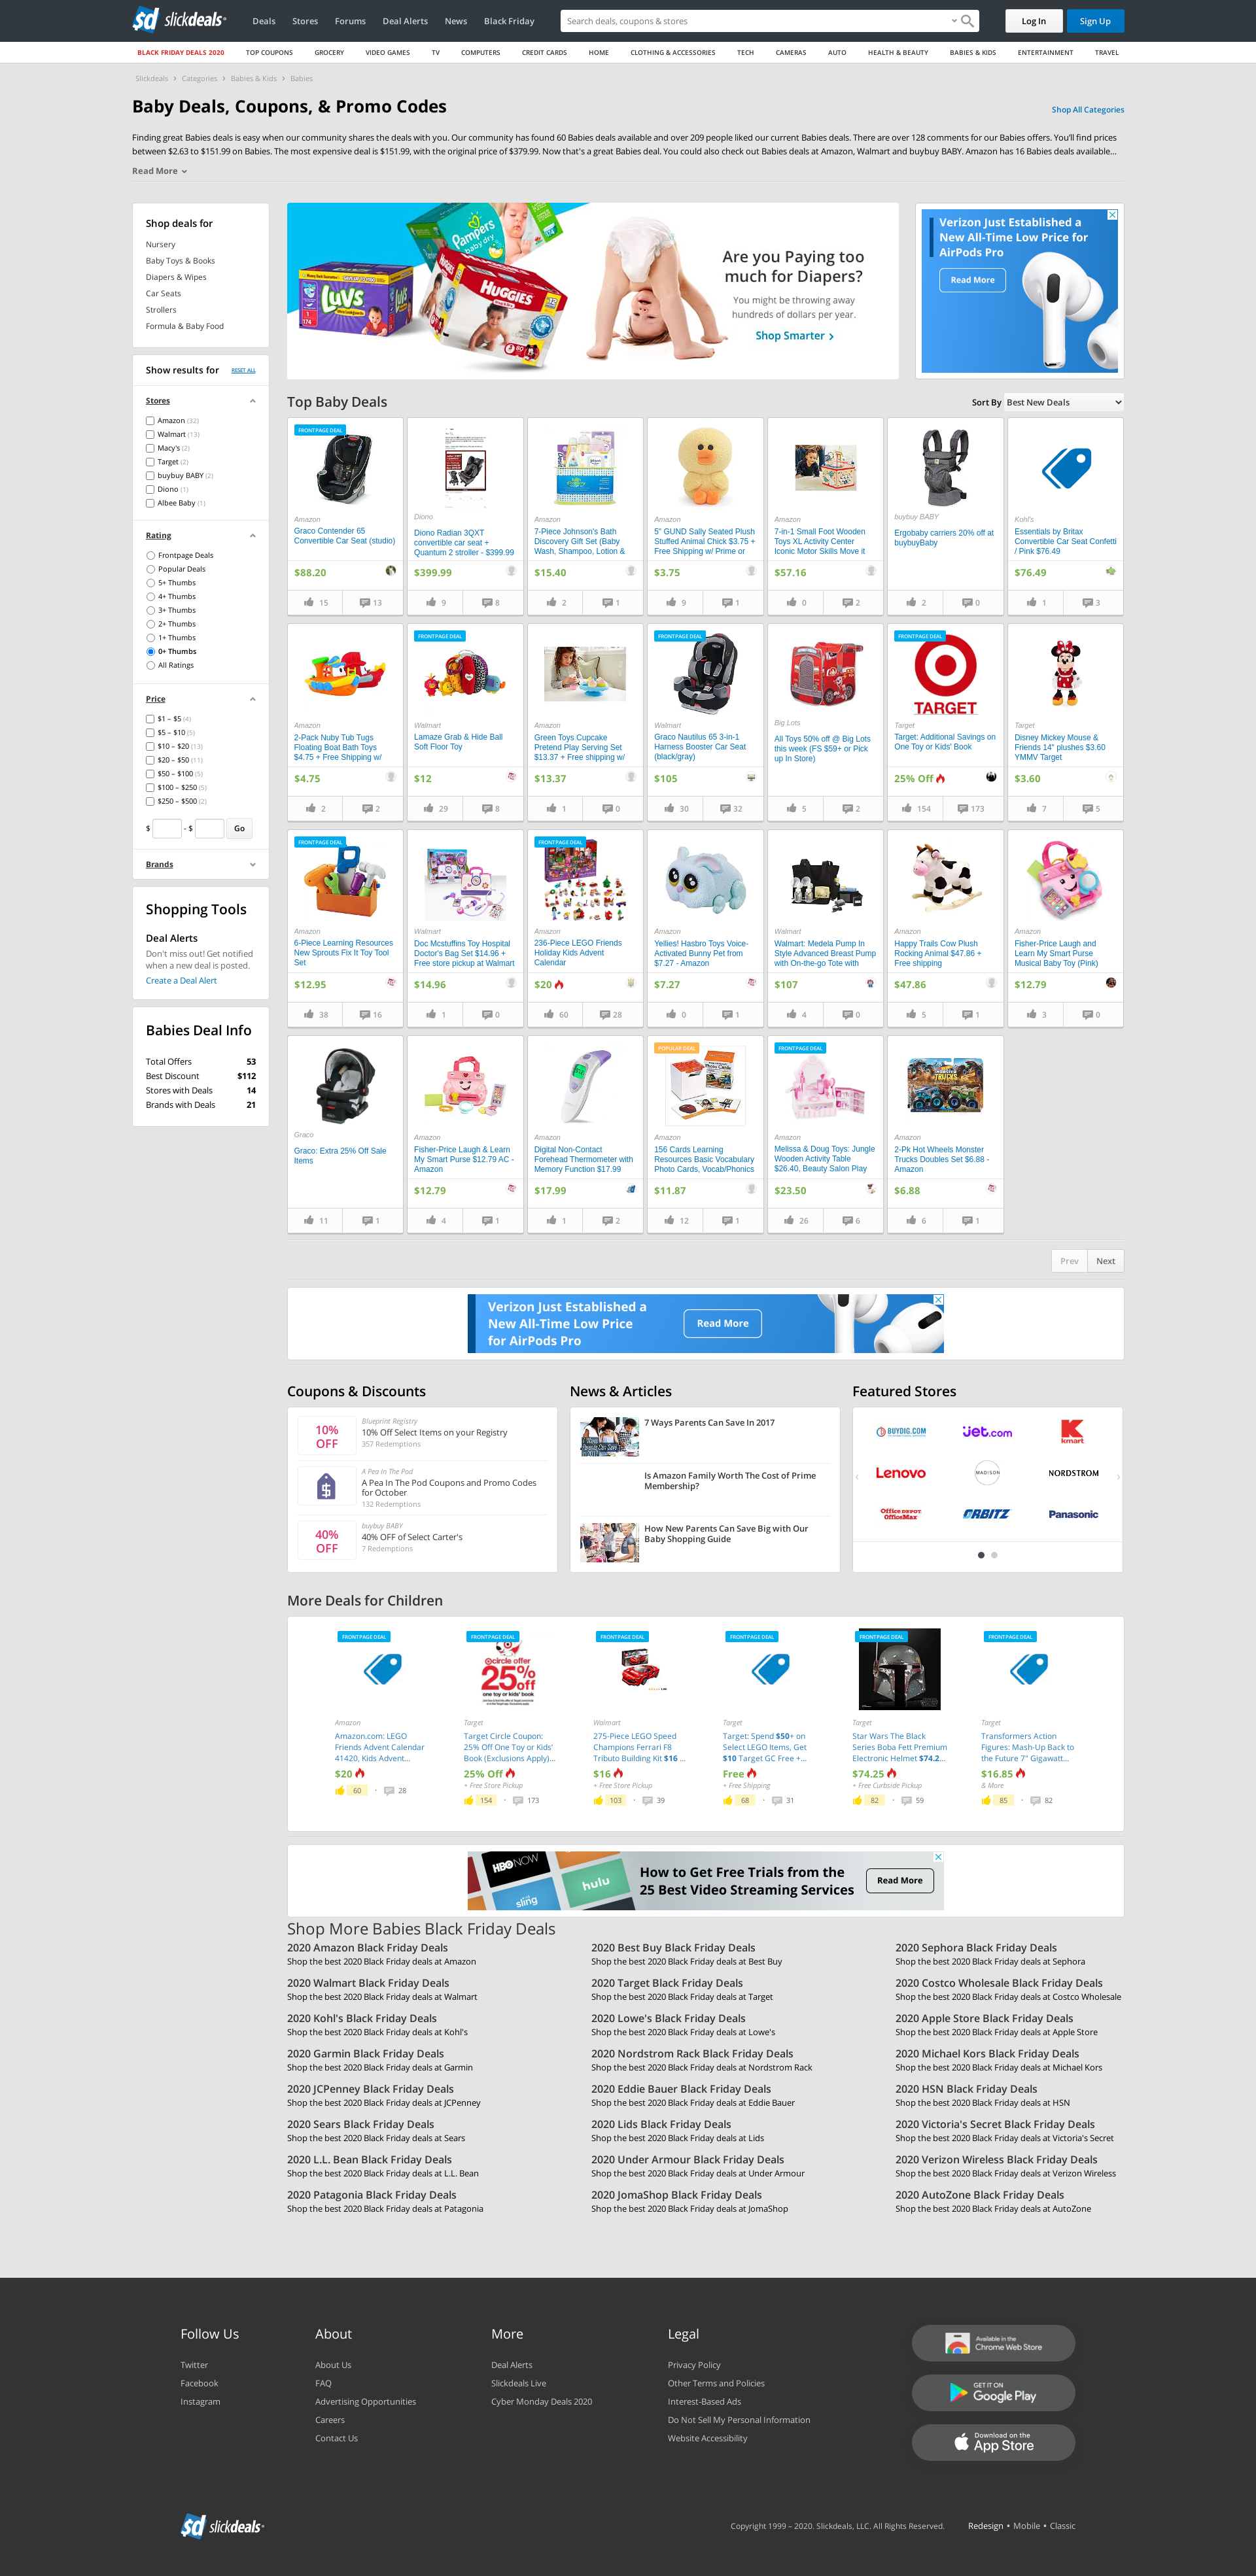 slickdeals
Deals Stores Forums Deal Alerts News Black Friday
Search deals, coupons & stores
Log In Sign Up
BLACK FRIDAY DEALS 2020 TOP COUPONS GROCERY VIDEO GAMES TV COMPUTERS CREDIT CARDS HOME CLOTHING & ACCESSORIES TECH CAMERAS AUTO HEALTH & BEAUTY BABIES & KIDS ENTERTAINMENT TRAVEL
Slickdeals › Categories › Babies & Kids › Babies
Baby Deals, Coupons, & Promo Codes
Shop All Categories
Finding great Babies deals is easy when our community shares the deals with you. Our community has found 60 Babies deals available and over 209 people liked our current Babies deals. There are over 128 comments for our Babies offers. You'll find prices
between $2.63 to $151.99 on Babies. The most expensive deal is $151.99, with the original price of $379.99. Now that's a great Babies deal. You could also check out Babies deals at Amazon, Walmart and buybuy BABY. Amazon has 16 Babies deals available...
Read More
Shop deals for
Nursery
Baby Toys & Books
Diapers & Wipes
Car Seats
Strollers
Formula & Baby Food
Show results for RESET ALL
Stores
Amazon (32)
Walmart (13)
Macy's (2)
Target (2)
buybuy BABY (2)
Diono (1)
Albee Baby (1)
Rating
Frontpage Deals
Popular Deals
5+ Thumbs
4+ Thumbs
3+ Thumbs
2+ Thumbs
1+ Thumbs
0+ Thumbs
All Ratings
Price
$1 – $5 (4)
$5 – $10 (5)
$10 – $20 (13)
$20 – $50 (11)
$50 – $100 (5)
$100 – $250 (5)
$250 – $500 (2)
$ - $ Go
Brands
Shopping Tools
Deal Alerts
Don't miss out! Get notified
when a new deal is posted.
Create a Deal Alert
Babies Deal Info
Total Offers 53
Best Discount $112
Stores with Deals 14
Brands with Deals 21
Pampers
baby dry
Luvs
HUGGIES
Are you Paying too
much for Diapers?
You might be throwing away
hundreds of dollars per year.
Shop Smarter
Verizon Just Established a
New All-Time Low Price for
AirPods Pro
Read More
Top Baby Deals
Sort By Best New Deals
FRONTPAGE DEAL
Amazon
Graco Contender 65
Convertible Car Seat (studio)
$88.20
15 13
Diono
Diono Radian 3QXT
convertible car seat +
Quantum 2 stroller - $399.99
$399.99
9 8
Amazon
7-Piece Johnson's Bath
Discovery Gift Set (Baby
Wash, Shampoo, Lotion &
$15.40
2 1
Amazon
5" GUND Sally Seated Plush
Stuffed Animal Chick $3.75 +
Free Shipping w/ Prime or
$3.75
9 1
Amazon
7-in-1 Small Foot Wooden
Toys XL Activity Center
Iconic Motor Skills Move it
$57.16
0 2
buybuy BABY
Ergobaby carriers 20% off at
buybuyBaby
2 0
Kohl's
Essentials by Britax
Convertible Car Seat Confetti
/ Pink $76.49
$76.49
1 3
Amazon
2-Pack Nuby Tub Tugs
Floating Boat Bath Toys
$4.75 + Free Shipping w/
$4.75
2 2
FRONTPAGE DEAL
Walmart
Lamaze Grab & Hide Ball
Soft Floor Toy
$12
29 8
Amazon
Green Toys Cupcake
Pretend Play Serving Set
$13.37 + Free shipping w/
$13.37
1 0
FRONTPAGE DEAL
Walmart
Graco Nautilus 65 3-in-1
Harness Booster Car Seat
(black/gray)
$105
30 32
Big Lots
All Toys 50% off @ Big Lots
this week (FS $59+ or Pick
up In Store)
5 2
FRONTPAGE DEAL
TARGET
Target
Target: Additional Savings on
One Toy or Kids' Book
25% Off
154 173
Target
Disney Mickey Mouse &
Friends 14" plushes $3.60
YMMV Target
$3.60
7 5
FRONTPAGE DEAL
Amazon
6-Piece Learning Resources
New Sprouts Fix It Toy Tool
Set
$12.95
38 16
Walmart
Doc Mcstuffins Toy Hospital
Doctor's Bag Set $14.96 +
Free store pickup at Walmart
$14.96
1 0
FRONTPAGE DEAL
Amazon
236-Piece LEGO Friends
Holiday Kids Advent
Calendar
$20
60 28
Amazon
Yellies! Hasbro Toys Voice-
Activated Bunny Pet from
$7.27 - Amazon
$7.27
0 1
Walmart
Walmart: Medela Pump In
Style Advanced Breast Pump
with On-the-go Tote with
$107
4 0
Amazon
Happy Trails Cow Plush
Rocking Animal $47.86 +
Free shipping
$47.86
5 1
Amazon
Fisher-Price Laugh and
Learn My Smart Purse
Musical Baby Toy (Pink)
$12.79
3 0
Graco
Graco: Extra 25% Off Sale
Items
11 1
Amazon
Fisher-Price Laugh & Learn
My Smart Purse $12.79 AC -
Amazon
$12.79
4 1
Amazon
Digital Non-Contact
Forehead Thermometer with
Memory Function $17.99
$17.99
1 2
POPULAR DEAL
Amazon
156 Cards Learning
Resources Basic Vocabulary
Photo Cards, Vocab/Phonics
$11.87
12 1
FRONTPAGE DEAL
Amazon
Melissa & Doug Toys: Jungle
Wooden Activity Table
$26.40, Beauty Salon Play
$23.50
26 6
Amazon
2-Pk Hot Wheels Monster
Trucks Doubles Set $6.88 -
Amazon
$6.88
6 1
Prev Next
Verizon Just Established a
New All-Time Low Price
for AirPods Pro
Read More
Coupons & Discounts
10%
OFF
Blueprint Registry
10% Off Select Items on your Registry
357 Redemptions
A Pea In The Pod
A Pea In The Pod Coupons and Promo Codes
for October
132 Redemptions
40%
OFF
buybuy BABY
40% OFF of Select Carter's
7 Redemptions
News & Articles
7 Ways Parents Can Save In 2017
Is Amazon Family Worth The Cost of Prime
Membership?
How New Parents Can Save Big with Our
Baby Shopping Guide
Featured Stores
BUYDIG.COM jet.com kmart
Lenovo MADISON NORDSTROM
Office DEPOT
OfficeMax ORBITZ Panasonic
More Deals for Children
FRONTPAGE DEAL
Amazon
Amazon.com: LEGO
Friends Advent Calendar
41420, Kids Advent...
$20
60 28
FRONTPAGE DEAL
circle offer
25% off
one toy or kids' book
Target
Target Circle Coupon:
25% Off One Toy or Kids'
Book (Exclusions Apply)...
25% Off
+ Free Store Pickup
154 173
FRONTPAGE DEAL
Walmart
275-Piece LEGO Speed
Champions Ferrari F8
Tributo Building Kit $16 ...
$16
+ Free Store Pickup
103 39
FRONTPAGE DEAL
Target
Target: Spend $50+ on
Select LEGO Items, Get
$10 Target GC Free +...
Free
+ Free Shipping
68 31
FRONTPAGE DEAL
Target
Star Wars The Black
Series Boba Fett Premium
Electronic Helmet $74.2...
$74.25
+ Free Curbside Pickup
82 59
FRONTPAGE DEAL
Target
Transformers Action
Figures: Mash-Up Back to
the Future 7" Gigawatt...
$16.85
& More
85 82
HBO NOW
hulu
sling
How to Get Free Trials from the
25 Best Video Streaming Services
Read More
Shop More Babies Black Friday Deals
2020 Amazon Black Friday Deals
Shop the best 2020 Black Friday deals at Amazon
2020 Walmart Black Friday Deals
Shop the best 2020 Black Friday deals at Walmart
2020 Kohl's Black Friday Deals
Shop the best 2020 Black Friday deals at Kohl's
2020 Garmin Black Friday Deals
Shop the best 2020 Black Friday deals at Garmin
2020 JCPenney Black Friday Deals
Shop the best 2020 Black Friday deals at JCPenney
2020 Sears Black Friday Deals
Shop the best 2020 Black Friday deals at Sears
2020 L.L. Bean Black Friday Deals
Shop the best 2020 Black Friday deals at L.L. Bean
2020 Patagonia Black Friday Deals
Shop the best 2020 Black Friday deals at Patagonia
2020 Best Buy Black Friday Deals
Shop the best 2020 Black Friday deals at Best Buy
2020 Target Black Friday Deals
Shop the best 2020 Black Friday deals at Target
2020 Lowe's Black Friday Deals
Shop the best 2020 Black Friday deals at Lowe's
2020 Nordstrom Rack Black Friday Deals
Shop the best 2020 Black Friday deals at Nordstrom Rack
2020 Eddie Bauer Black Friday Deals
Shop the best 2020 Black Friday deals at Eddie Bauer
2020 Lids Black Friday Deals
Shop the best 2020 Black Friday deals at Lids
2020 Under Armour Black Friday Deals
Shop the best 2020 Black Friday deals at Under Armour
2020 JomaShop Black Friday Deals
Shop the best 2020 Black Friday deals at JomaShop
2020 Sephora Black Friday Deals
Shop the best 2020 Black Friday deals at Sephora
2020 Costco Wholesale Black Friday Deals
Shop the best 2020 Black Friday deals at Costco Wholesale
2020 Apple Store Black Friday Deals
Shop the best 2020 Black Friday deals at Apple Store
2020 Michael Kors Black Friday Deals
Shop the best 2020 Black Friday deals at Michael Kors
2020 HSN Black Friday Deals
Shop the best 2020 Black Friday deals at HSN
2020 Victoria's Secret Black Friday Deals
Shop the best 2020 Black Friday deals at Victoria's Secret
2020 Verizon Wireless Black Friday Deals
Shop the best 2020 Black Friday deals at Verizon Wireless
2020 AutoZone Black Friday Deals
Shop the best 2020 Black Friday deals at AutoZone
Follow Us
Twitter
Facebook
Instagram
About
About Us
FAQ
Advertising Opportunities
Careers
Contact Us
More
Deal Alerts
Slickdeals Live
Cyber Monday Deals 2020
Legal
Privacy Policy
Other Terms and Policies
Interest-Based Ads
Do Not Sell My Personal Information
Website Accessibility
Available in the
Chrome Web Store
GET IT ON
Google Play
Download on the
App Store
slickdeals
Copyright 1999 – 2020. Slickdeals, LLC. All Rights Reserved. Redesign • Mobile • Classic